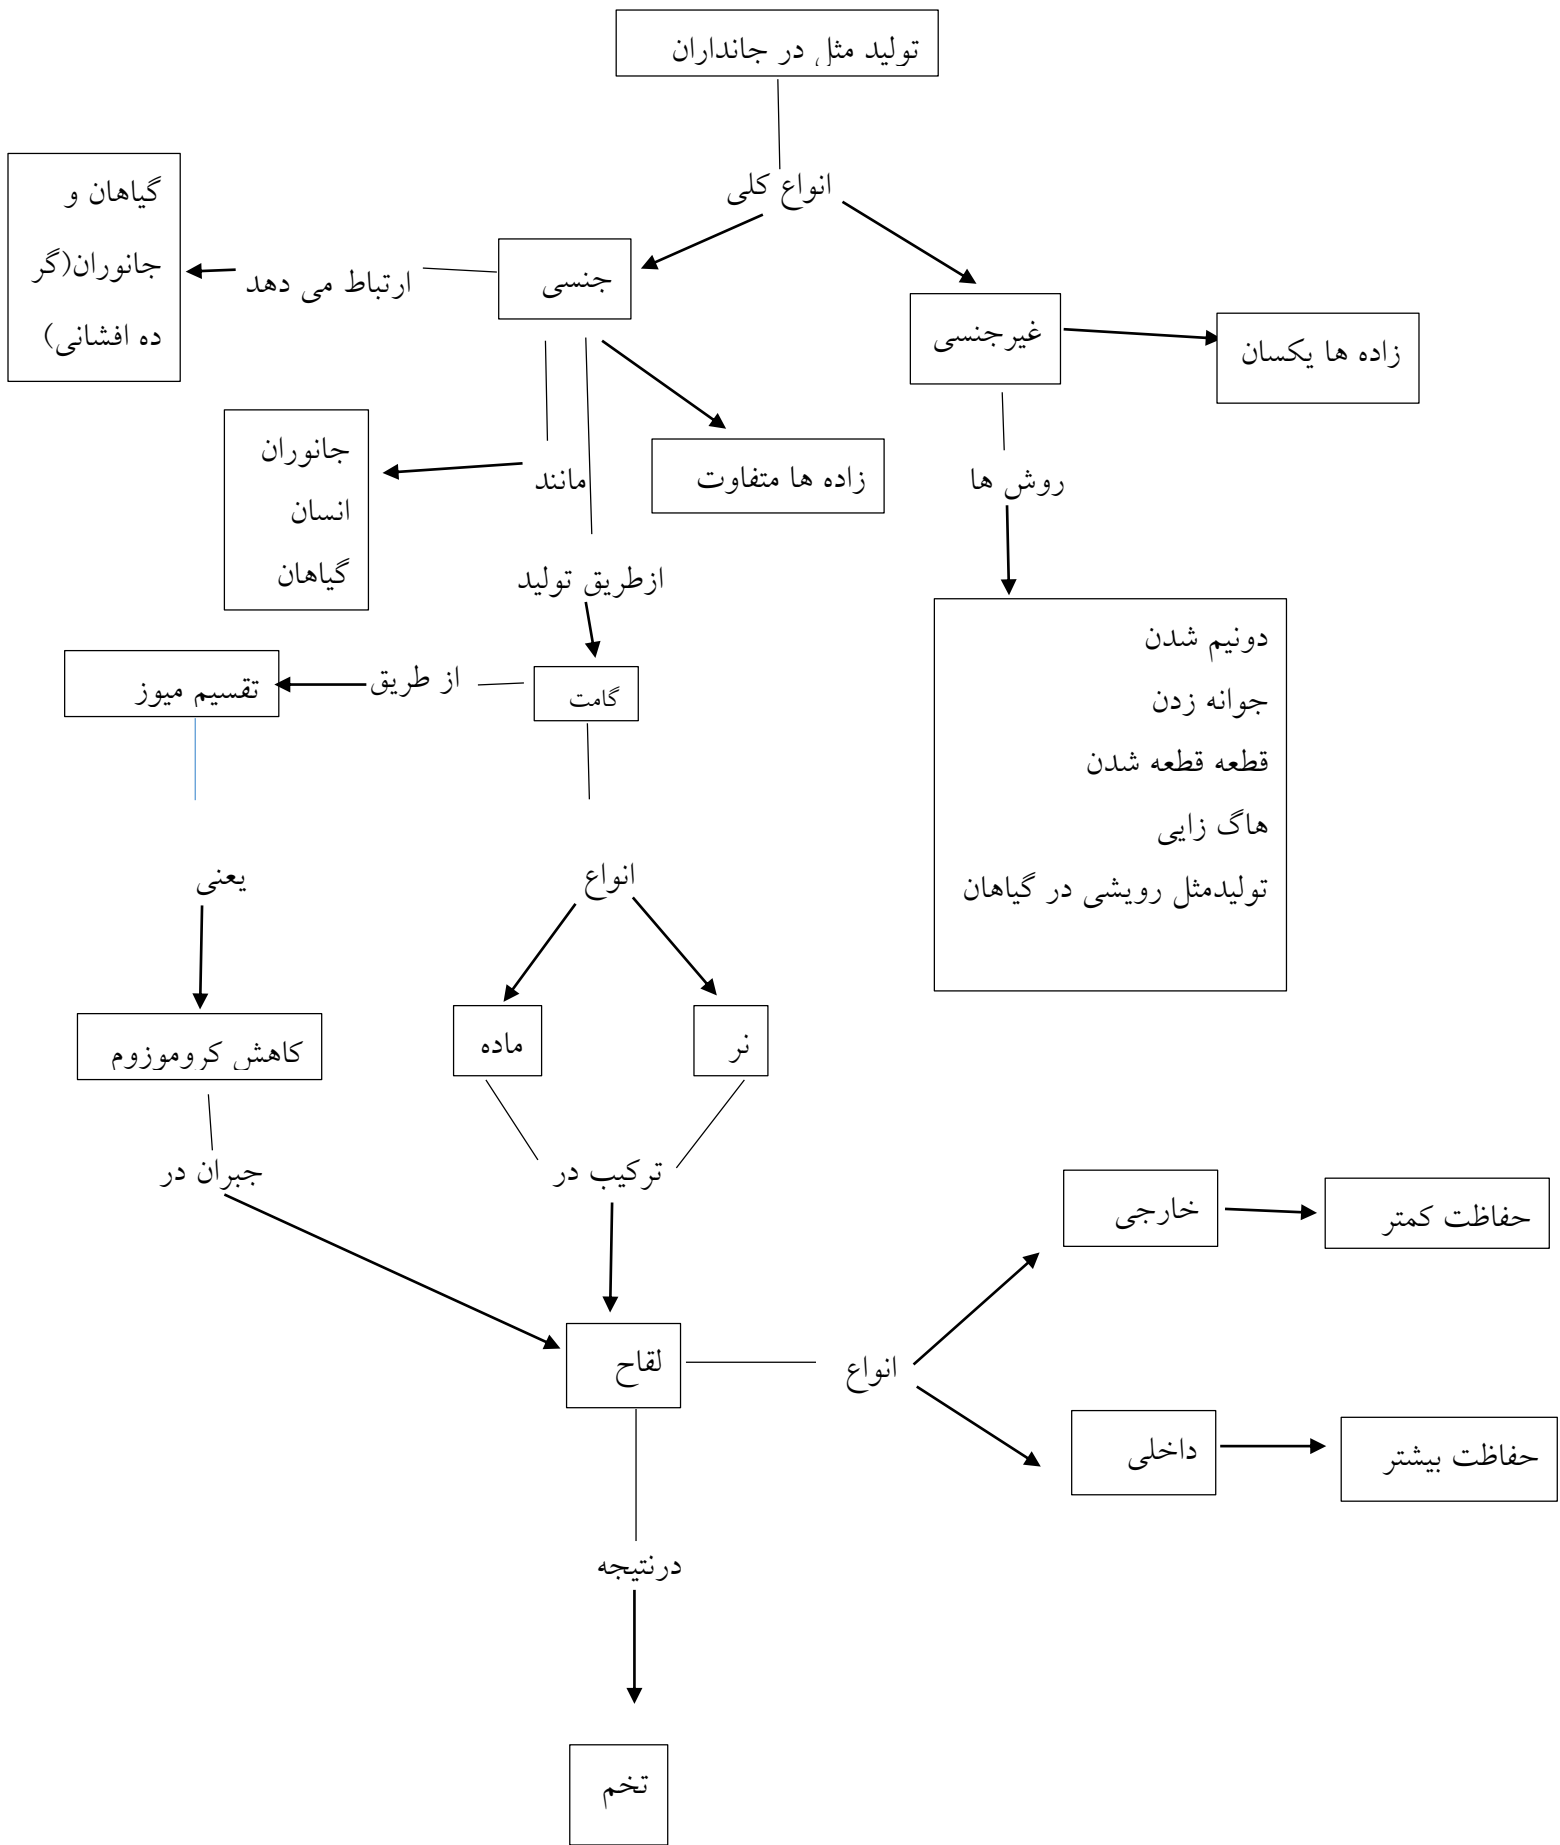 تولید مثل در جانداران
انواع کلی
گیاهان و
جانوران(گر
ده افشانی)
ارتباط می دهد
جنسی
غیرجنسی
زاده ها یکسان
جانوران
انسان
گیاهان
مانند
زاده ها متفاوت
روش ها
ازطریق تولید
دونیم شدن
جوانه زدن
قطعه قطعه شدن
هاگ زایی
تولیدمثل رویشی در گیاهان
گامت
از طریق
تقسیم میوز
یعنی
انواع
کاهش کروموزوم
ماده
نر
جبران در
ترکیب در
خارجی
حفاظت کمتر
لقاح
انواع
داخلی
حفاظت بیشتر
درنتیجه
تخم